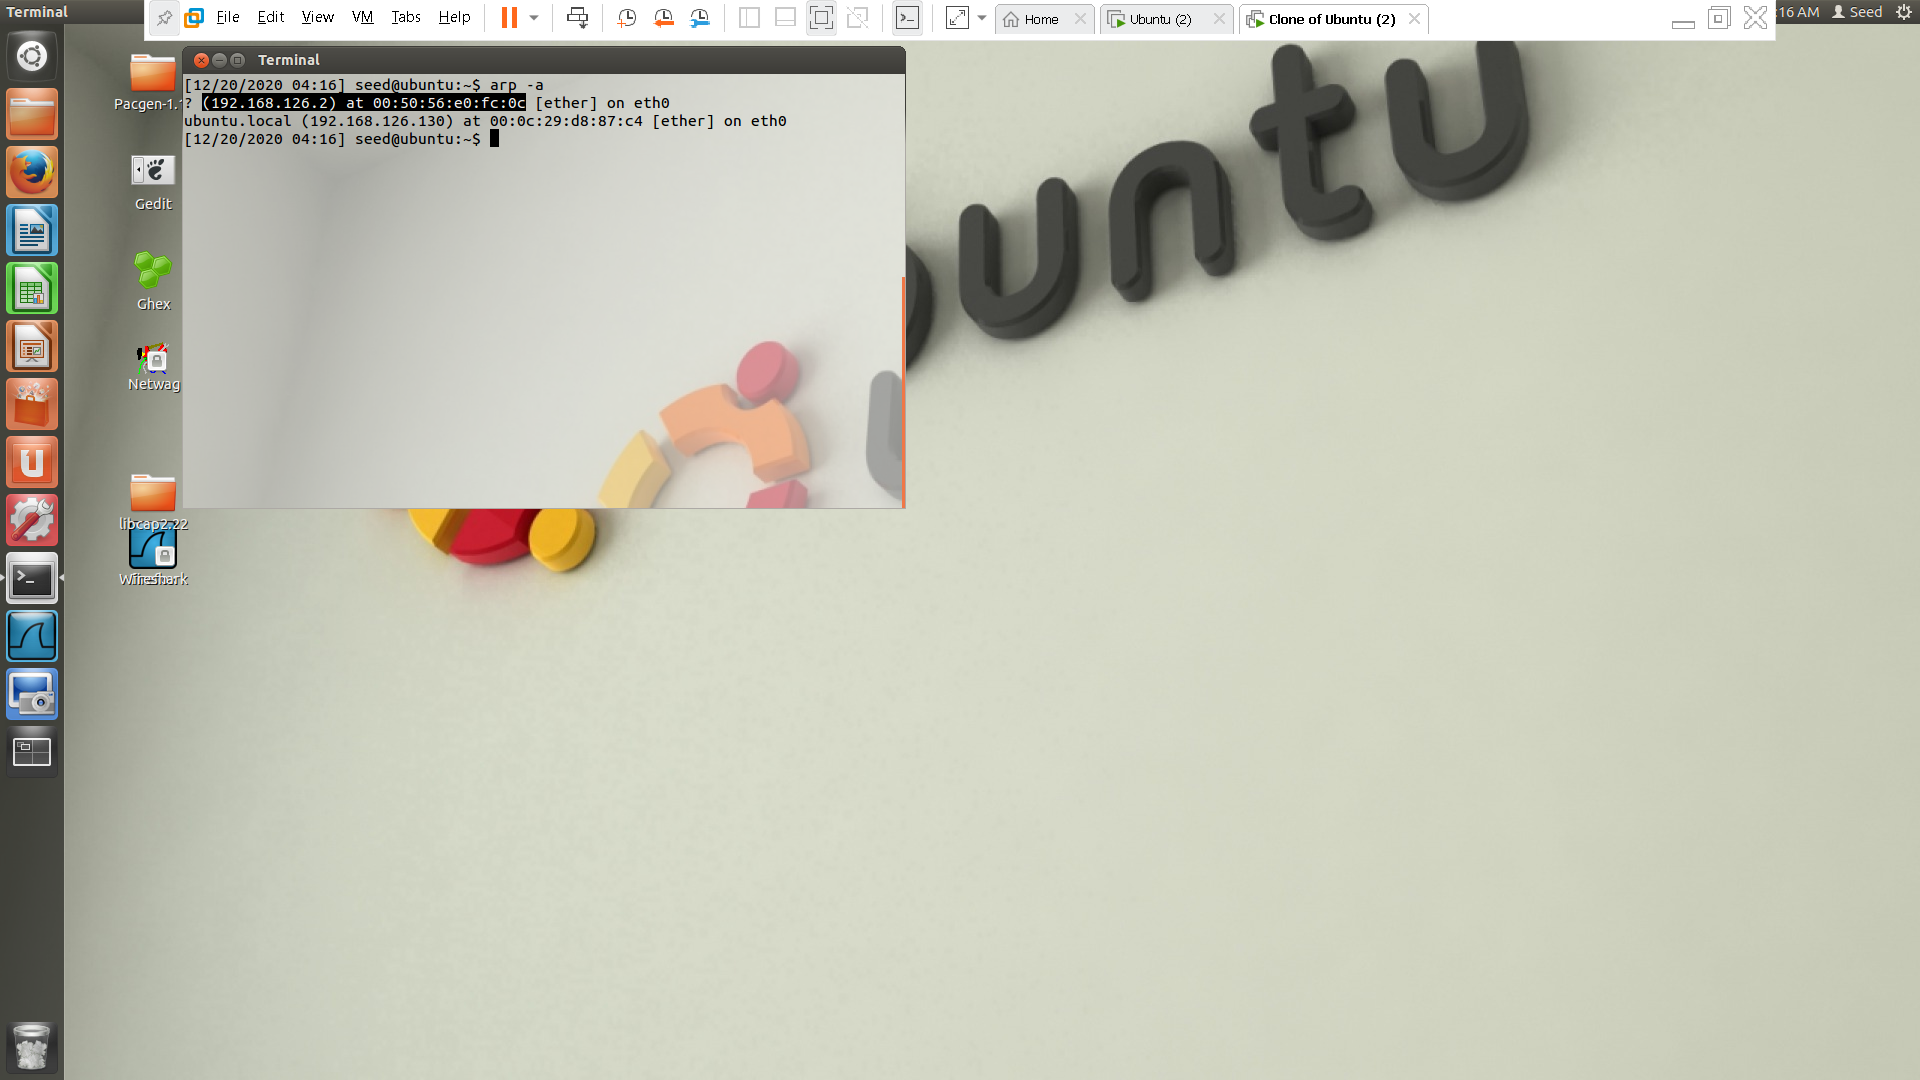 Terminal
File Edit View VM Tabs Help
Home
Ubuntu (2)
Clone of Ubuntu (2)
:16 AM
Seed
Terminal
[12/20/2020 04:16] seed@ubuntu:~$ arp -a
? (192.168.126.2) at 00:50:56:e0:fc:0c [ether] on eth0
ubuntu.local (192.168.126.130) at 00:0c:29:d8:87:c4 [ether] on eth0
[12/20/2020 04:16] seed@ubuntu:~$
Pacgen-1.
Gedit
Ghex
Netwag
libcap2.22
Wireshark
untu